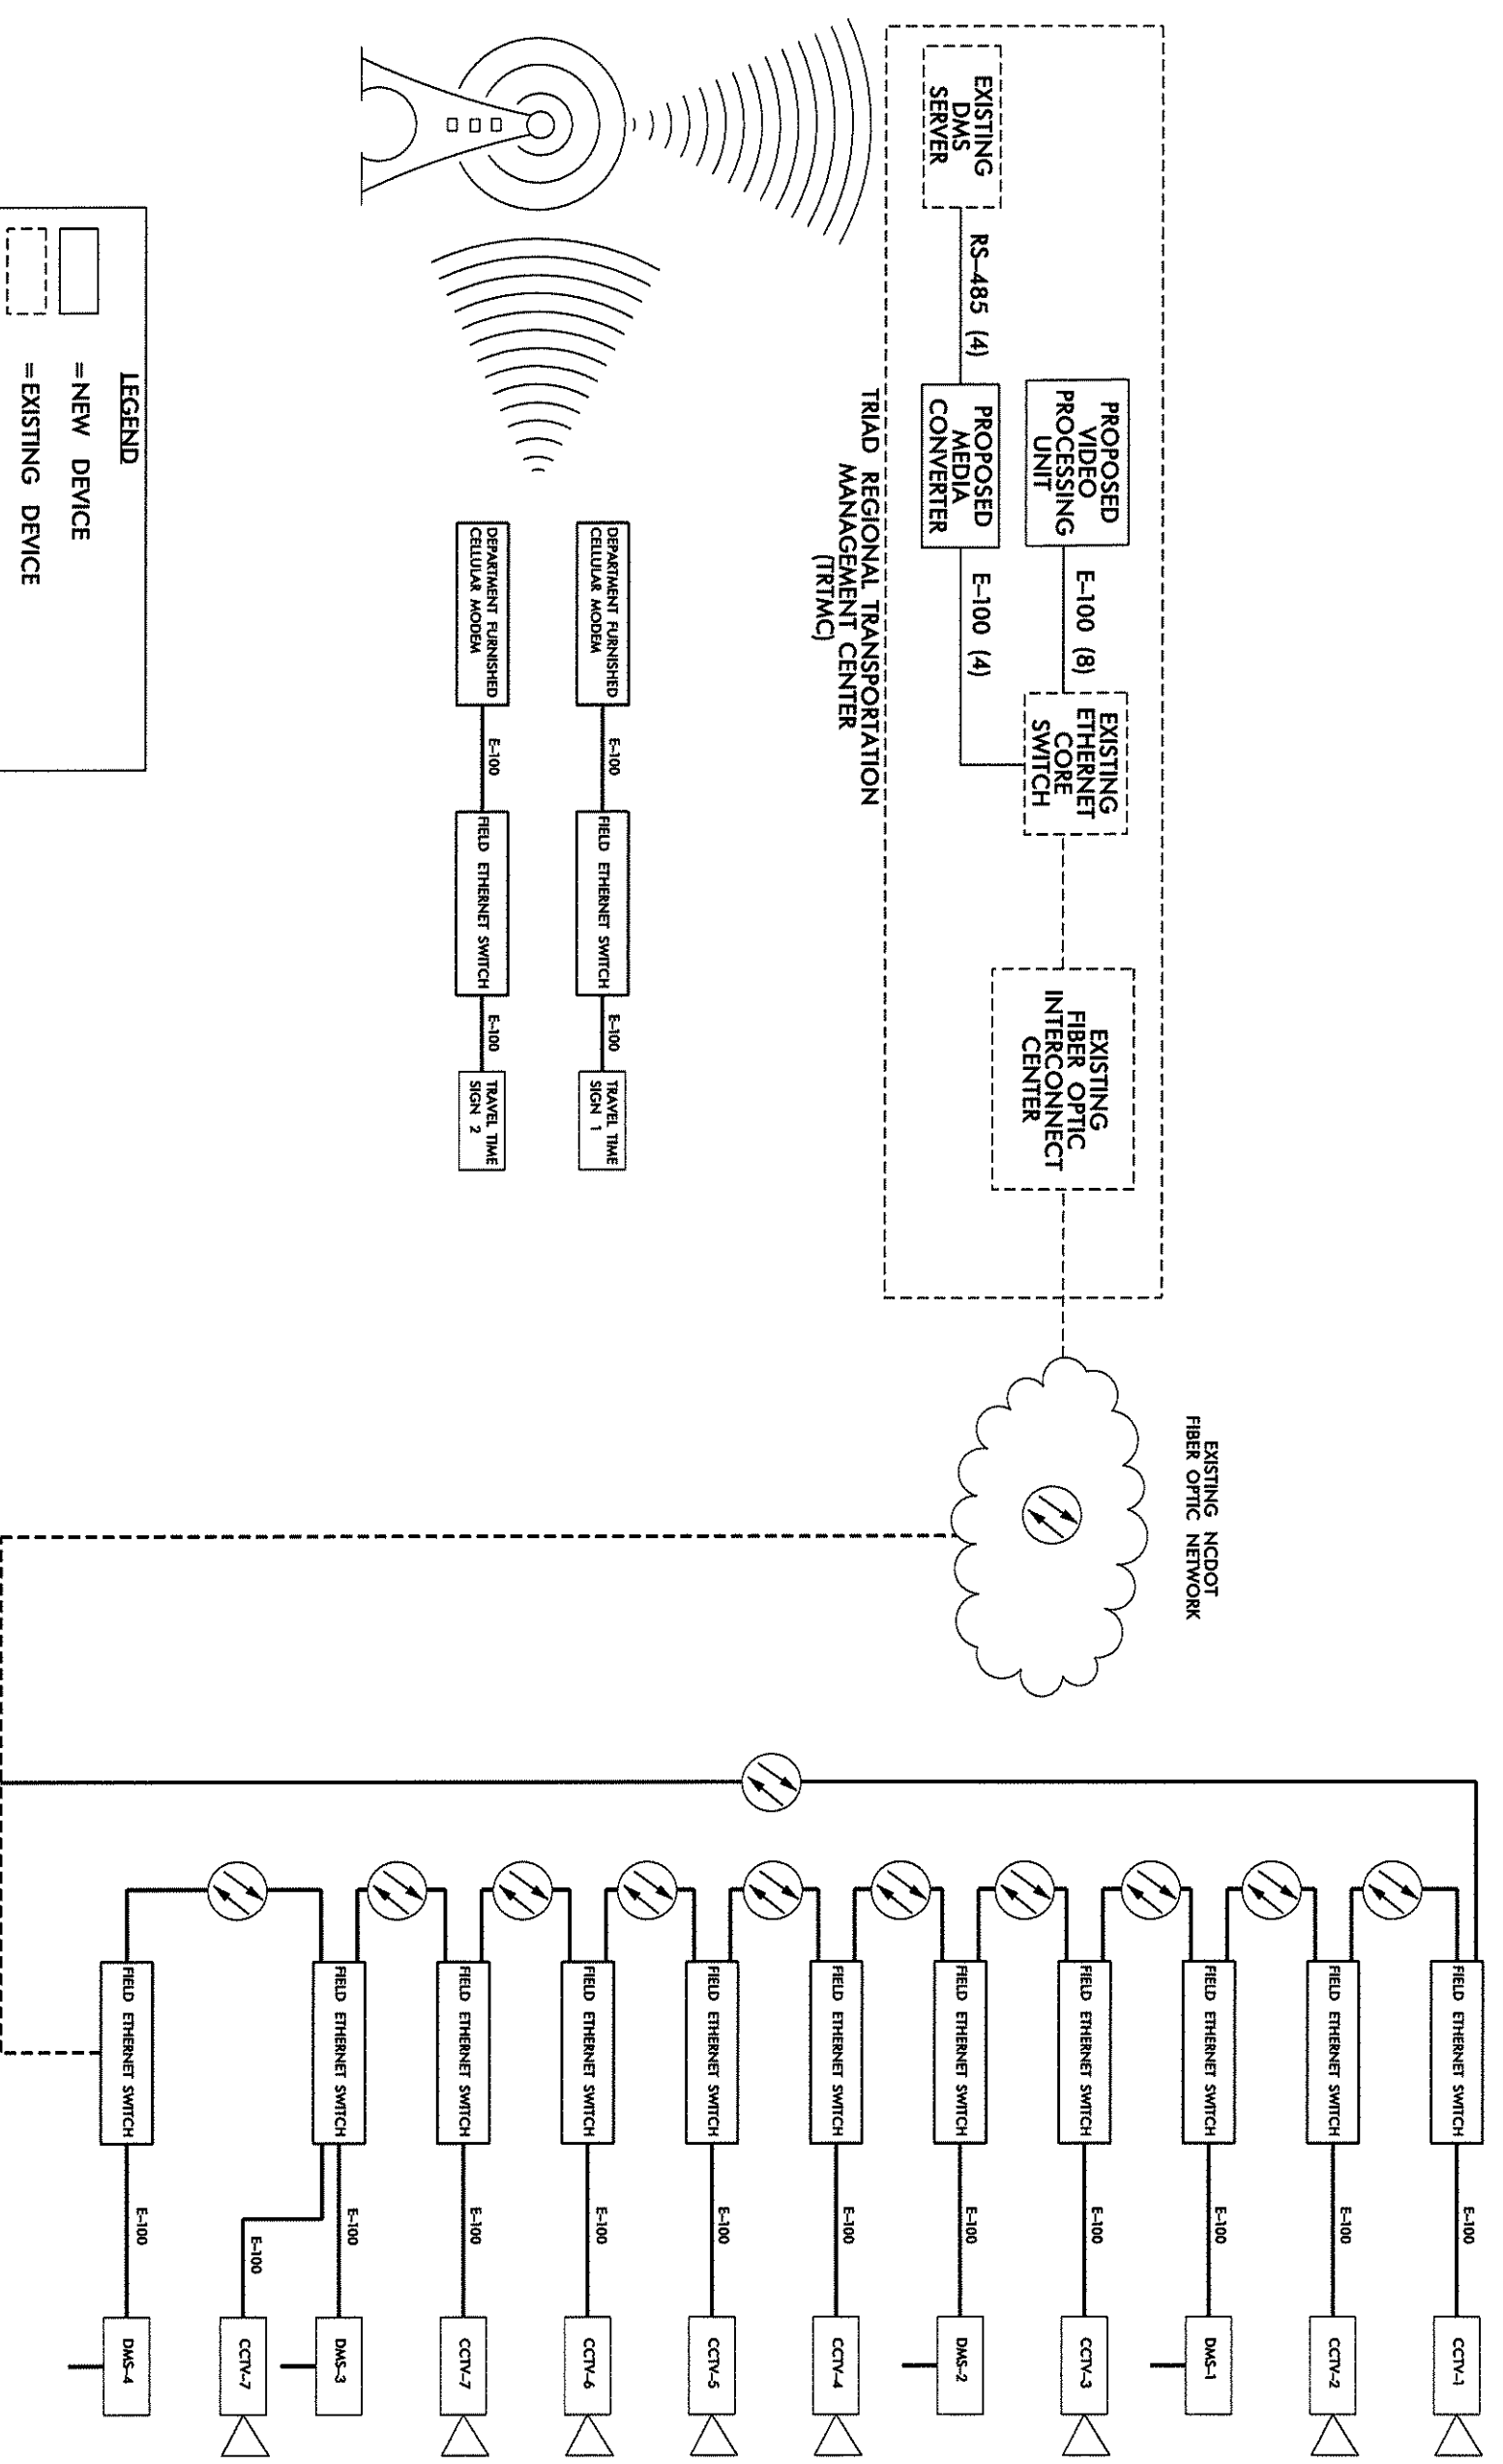 EXISTING
DMS
SERVER
RS-485 (4)
PROPOSED
VIDEO
PROCESSING
UNIT
PROPOSED
MEDIA
CONVERTER
E-100 (8)
E-100 (4)
EXISTING
ETHERNET
CORE
SWITCH
EXISTING
FIBER OPTIC
INTERCONNECT
CENTER
TRIAD REGIONAL TRANSPORTATION
MANAGEMENT CENTER
(TRTMC)
EXISTING NCDOT
FIBER OPTIC NETWORK
DEPARTMENT FURNISHED
CELLULAR MODEM
E-100
FIELD ETHERNET SWITCH
E-100
TRAVEL TIME
SIGN 1
DEPARTMENT FURNISHED
CELLULAR MODEM
E-100
FIELD ETHERNET SWITCH
E-100
TRAVEL TIME
SIGN 2
FIELD ETHERNET SWITCH
E-100
CCTV-1
FIELD ETHERNET SWITCH
E-100
CCTV-2
FIELD ETHERNET SWITCH
E-100
DMS-1
FIELD ETHERNET SWITCH
E-100
CCTV-3
FIELD ETHERNET SWITCH
E-100
DMS-2
FIELD ETHERNET SWITCH
E-100
CCTV-4
FIELD ETHERNET SWITCH
E-100
CCTV-5
FIELD ETHERNET SWITCH
E-100
CCTV-6
FIELD ETHERNET SWITCH
E-100
CCTV-7
FIELD ETHERNET SWITCH
E-100
DMS-3
E-100
CCTV-7
FIELD ETHERNET SWITCH
E-100
DMS-4
LEGEND
=NEW DEVICE
=EXISTING DEVICE